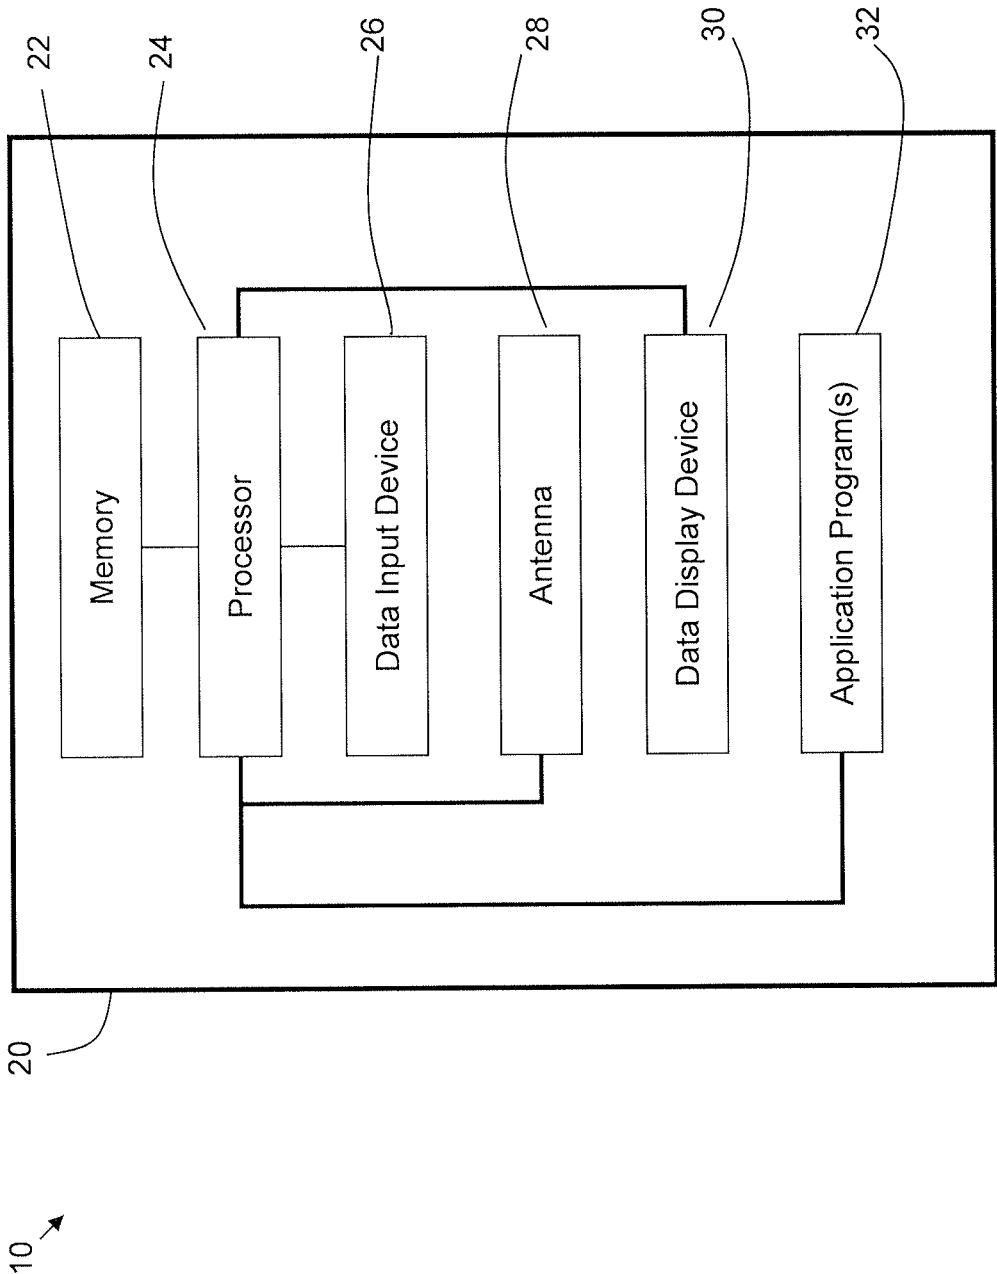 10
20
Memory
22
Processor
24
Data Input Device
26
Antenna
28
Data Display Device
30
Application Program(s)
32